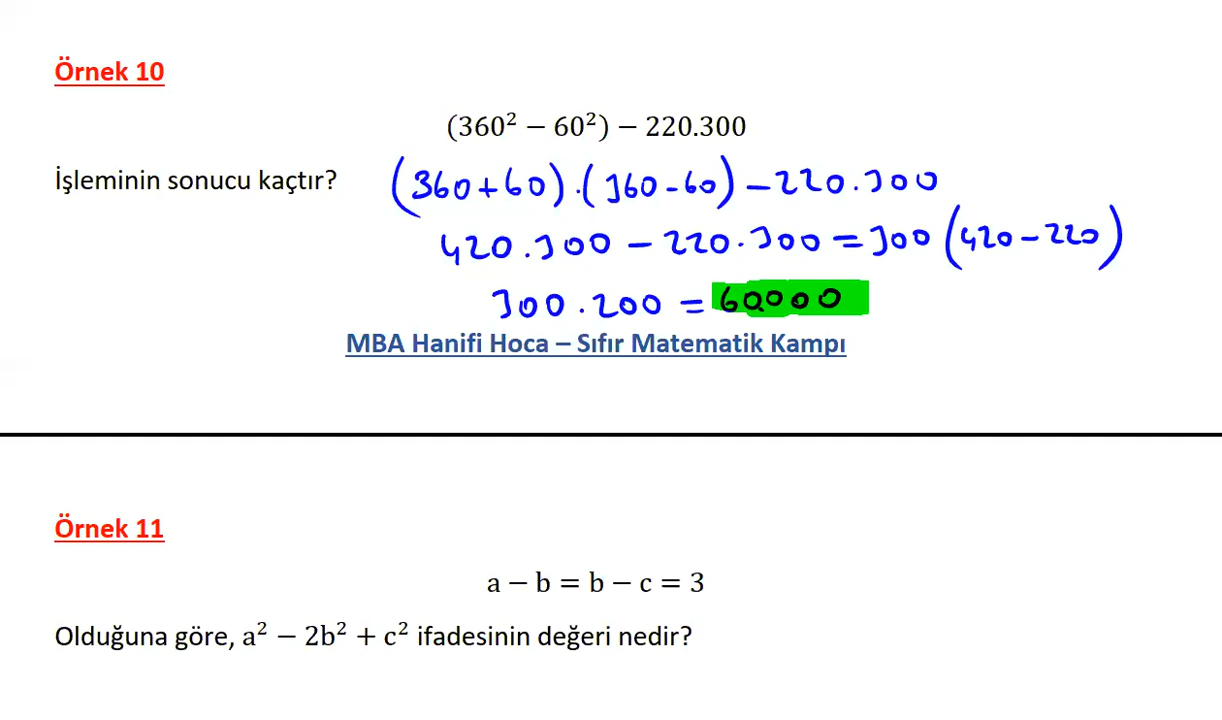 Örnek 10
(360² − 60²) − 220.300
İşleminin sonucu kaçtır?
(360+60).(360-60)-220.300
420.300 - 220.300 = 300(420-220)
300.200 = 60000
MBA Hanifi Hoca – Sıfır Matematik Kampı
Örnek 11
a − b = b − c = 3
Olduğuna göre, a² − 2b² + c² ifadesinin değeri nedir?